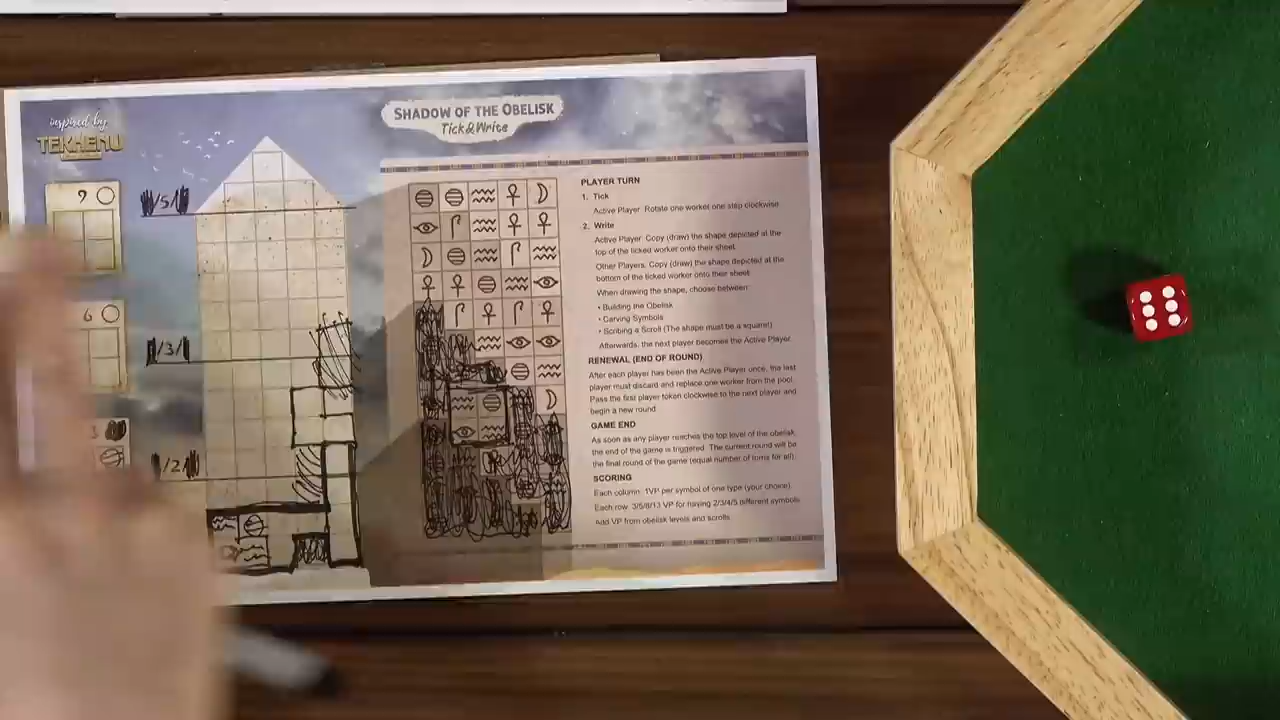 inspired by
TEKHENU
SHADOW OF THE OBELISK
Tick&Write
9
6
3
/5/
/3/
/2/
PLAYER TURN
1. Tick
Active Player: Rotate one worker one step clockwise
2. Write
Active Player: Copy (draw) the shape depicted at the
top of the ticked worker onto their sheet.
Other Players: Copy (draw) the shape depicted at the
bottom of the ticked worker onto their sheet.
When drawing the shape, choose between:
• Building the Obelisk
• Carving Symbols
• Scribing a Scroll (The shape must be a square!)
Afterwards, the next player becomes the Active Player.
RENEWAL (END OF ROUND)
After each player has been the Active Player once, the last
player must discard and replace one worker from the pool.
Pass the first player token clockwise to the next player and
begin a new round.
GAME END
As soon as any player reaches the top level of the obelisk,
the end of the game is triggered. The current round will be
the final round of the game (equal number of turns for all).
SCORING
Each column: 1VP per symbol of one type (your choice).
Each row: 3/5/8/13 VP for having 2/3/4/5 different symbols.
Add VP from obelisk levels and scrolls.